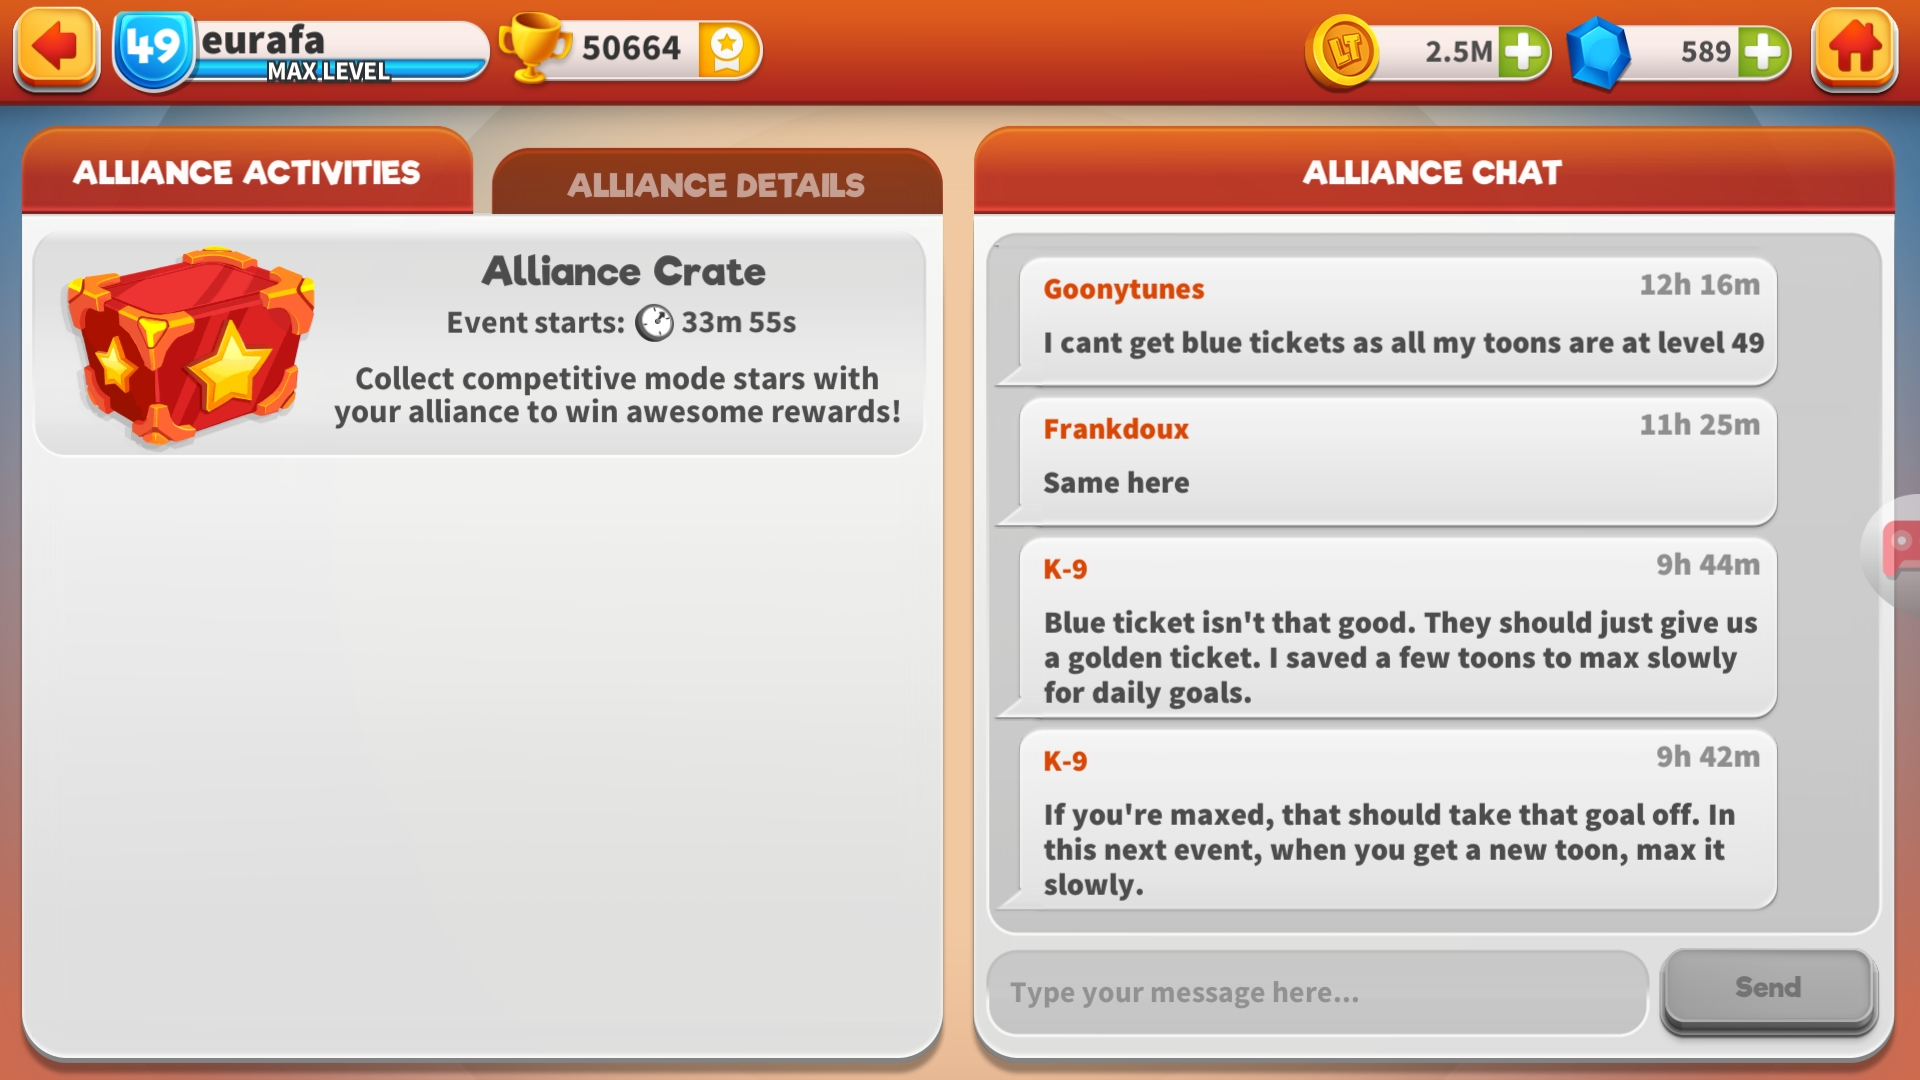 49
eurafa
MAX LEVEL
50664
LT
2.5M
589
ALLIANCE ACTIVITIES
ALLIANCE DETAILS
ALLIANCE CHAT
Alliance Crate
Event starts: 33m 55s
Collect competitive mode stars with
your alliance to win awesome rewards!
Goonytunes 12h 16m
I cant get blue tickets as all my toons are at level 49
Frankdoux 11h 25m
Same here
K-9 9h 44m
Blue ticket isn't that good. They should just give us
a golden ticket. I saved a few toons to max slowly
for daily goals.
K-9 9h 42m
If you're maxed, that should take that goal off. In
this next event, when you get a new toon, max it
slowly.
Type your message here...
Send